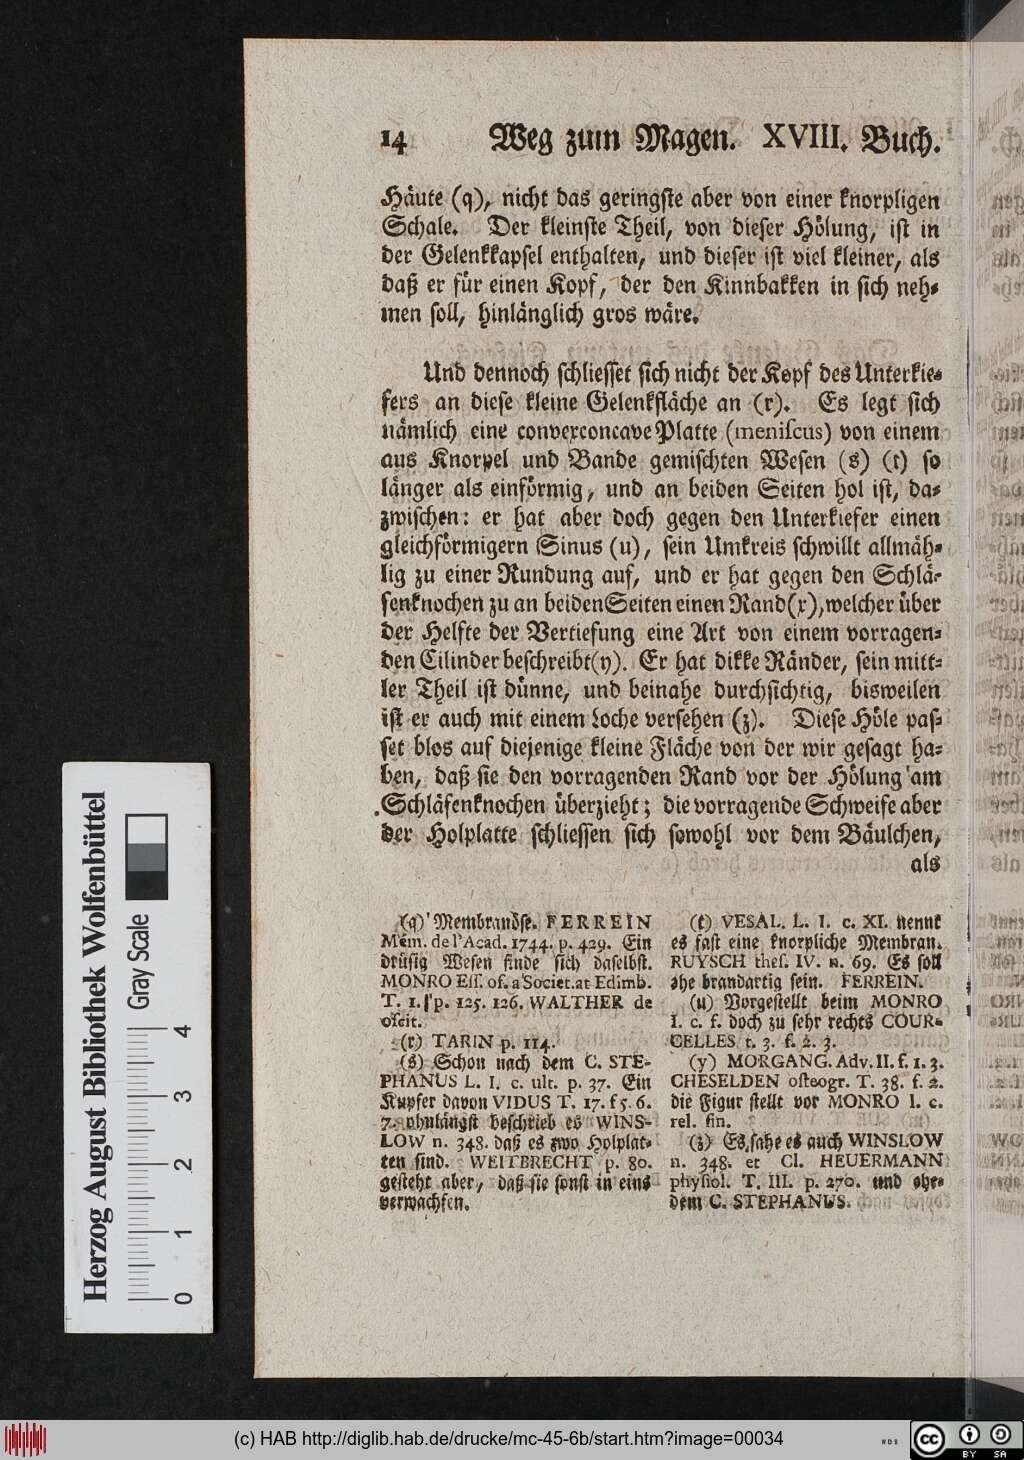 14 Weg zum Magen. XVIII. Buch.
Häute (q), nicht das geringste aber von einer knorpligen
Schale. Der kleinste Theil, von dieser Hölung, ist in
der Gelenkkapsel enthalten, und dieser ist viel kleiner, als
daß er für einen Kopf, der den Kinnbakken in sich neh-
men soll, hinlänglich gros wäre.
Und dennoch schliesset sich nicht der Kopf des Unterkie-
fers an diese kleine Gelenkfläche an (r). Es legt sich
nämlich eine convexconcave Platte (meniscus) von einem
aus Knorpel und Bande gemischten Wesen (s) (t) so
länger als einförmig, und an beiden Seiten hol ist, da-
zwischen: er hat aber doch gegen den Unterkiefer einen
gleichförmigern Sinus (u), sein Umkreis schwillt allmäh-
lig zu einer Rundung auf, und er hat gegen den Schlä-
fenknochen zu an beiden Seiten einen Rand (x), welcher über
der Helfte der Vertiefung eine Art von einem vorragen-
den Cilinder beschreibt (y). Er hat dikke Ränder, sein mitt-
ler Theil ist dünne, und beinahe durchsichtig, bisweilen
ist er auch mit einem Loche versehen (z). Diese Höle pas-
set blos auf diejenige kleine Fläche von der wir gesagt ha-
ben, daß sie den vorragenden Rand vor der Hölung am
Schläfenknochen überzieht; die vorragende Schweife aber
der Holplatte schliessen sich sowohl vor dem Bäulchen,
als
(q) Membrandse. FERREIN
Mém. de l'Acad. 1744. p. 429. Ein
drüsig Wesen finde sich daselbst.
MONRO Ess. of. a Societ. at Edimb.
T. 1. p. 125. 126. WALTHER de
oscit.
(r) TARIN p. 114.
(s) Schon nach dem C. STE-
PHANUS L. I. c. ult. p. 37. Ein
Kupfer davon VIDUS T. 17. f 5. 6.
7. ohnlängst beschrieb es WINS-
LOW n. 348. daß es zwo Holplat-
ten sind. WEITBRECHT p. 80.
gesteht aber, daß sie sonst in eins
verwachsen.
(t) VESAL. L. I. c. XI. nennt
es fast eine knorpliche Membran.
RUYSCH thes. IV. n. 69. Es soll
ohe brandartig sein. FERREIN.
(u) Vorgestellt beim MONRO
l. c. f. doch zu sehr rechts COUR-
CELLES t. 3. f. 2. 3.
(y) MORGANG. Adv. II. f. 1. 3.
CHESELDEN osteogr. T. 38. f. 2.
die Figur stellt vor MONRO l. c.
rel. fin.
(z) Es sahe es auch WINSLOW
n. 348. et Cl. HEUERMANN
physiol. T. III. p. 270. und ehe-
dem C. STEPHANUS.
Herzog August Bibliothek Wolfenbüttel
Gray Scale
0 1 2 3 4
(c) HAB http://diglib.hab.de/drucke/mc-45-6b/start.htm?image=00034
WDB
cc BY SA